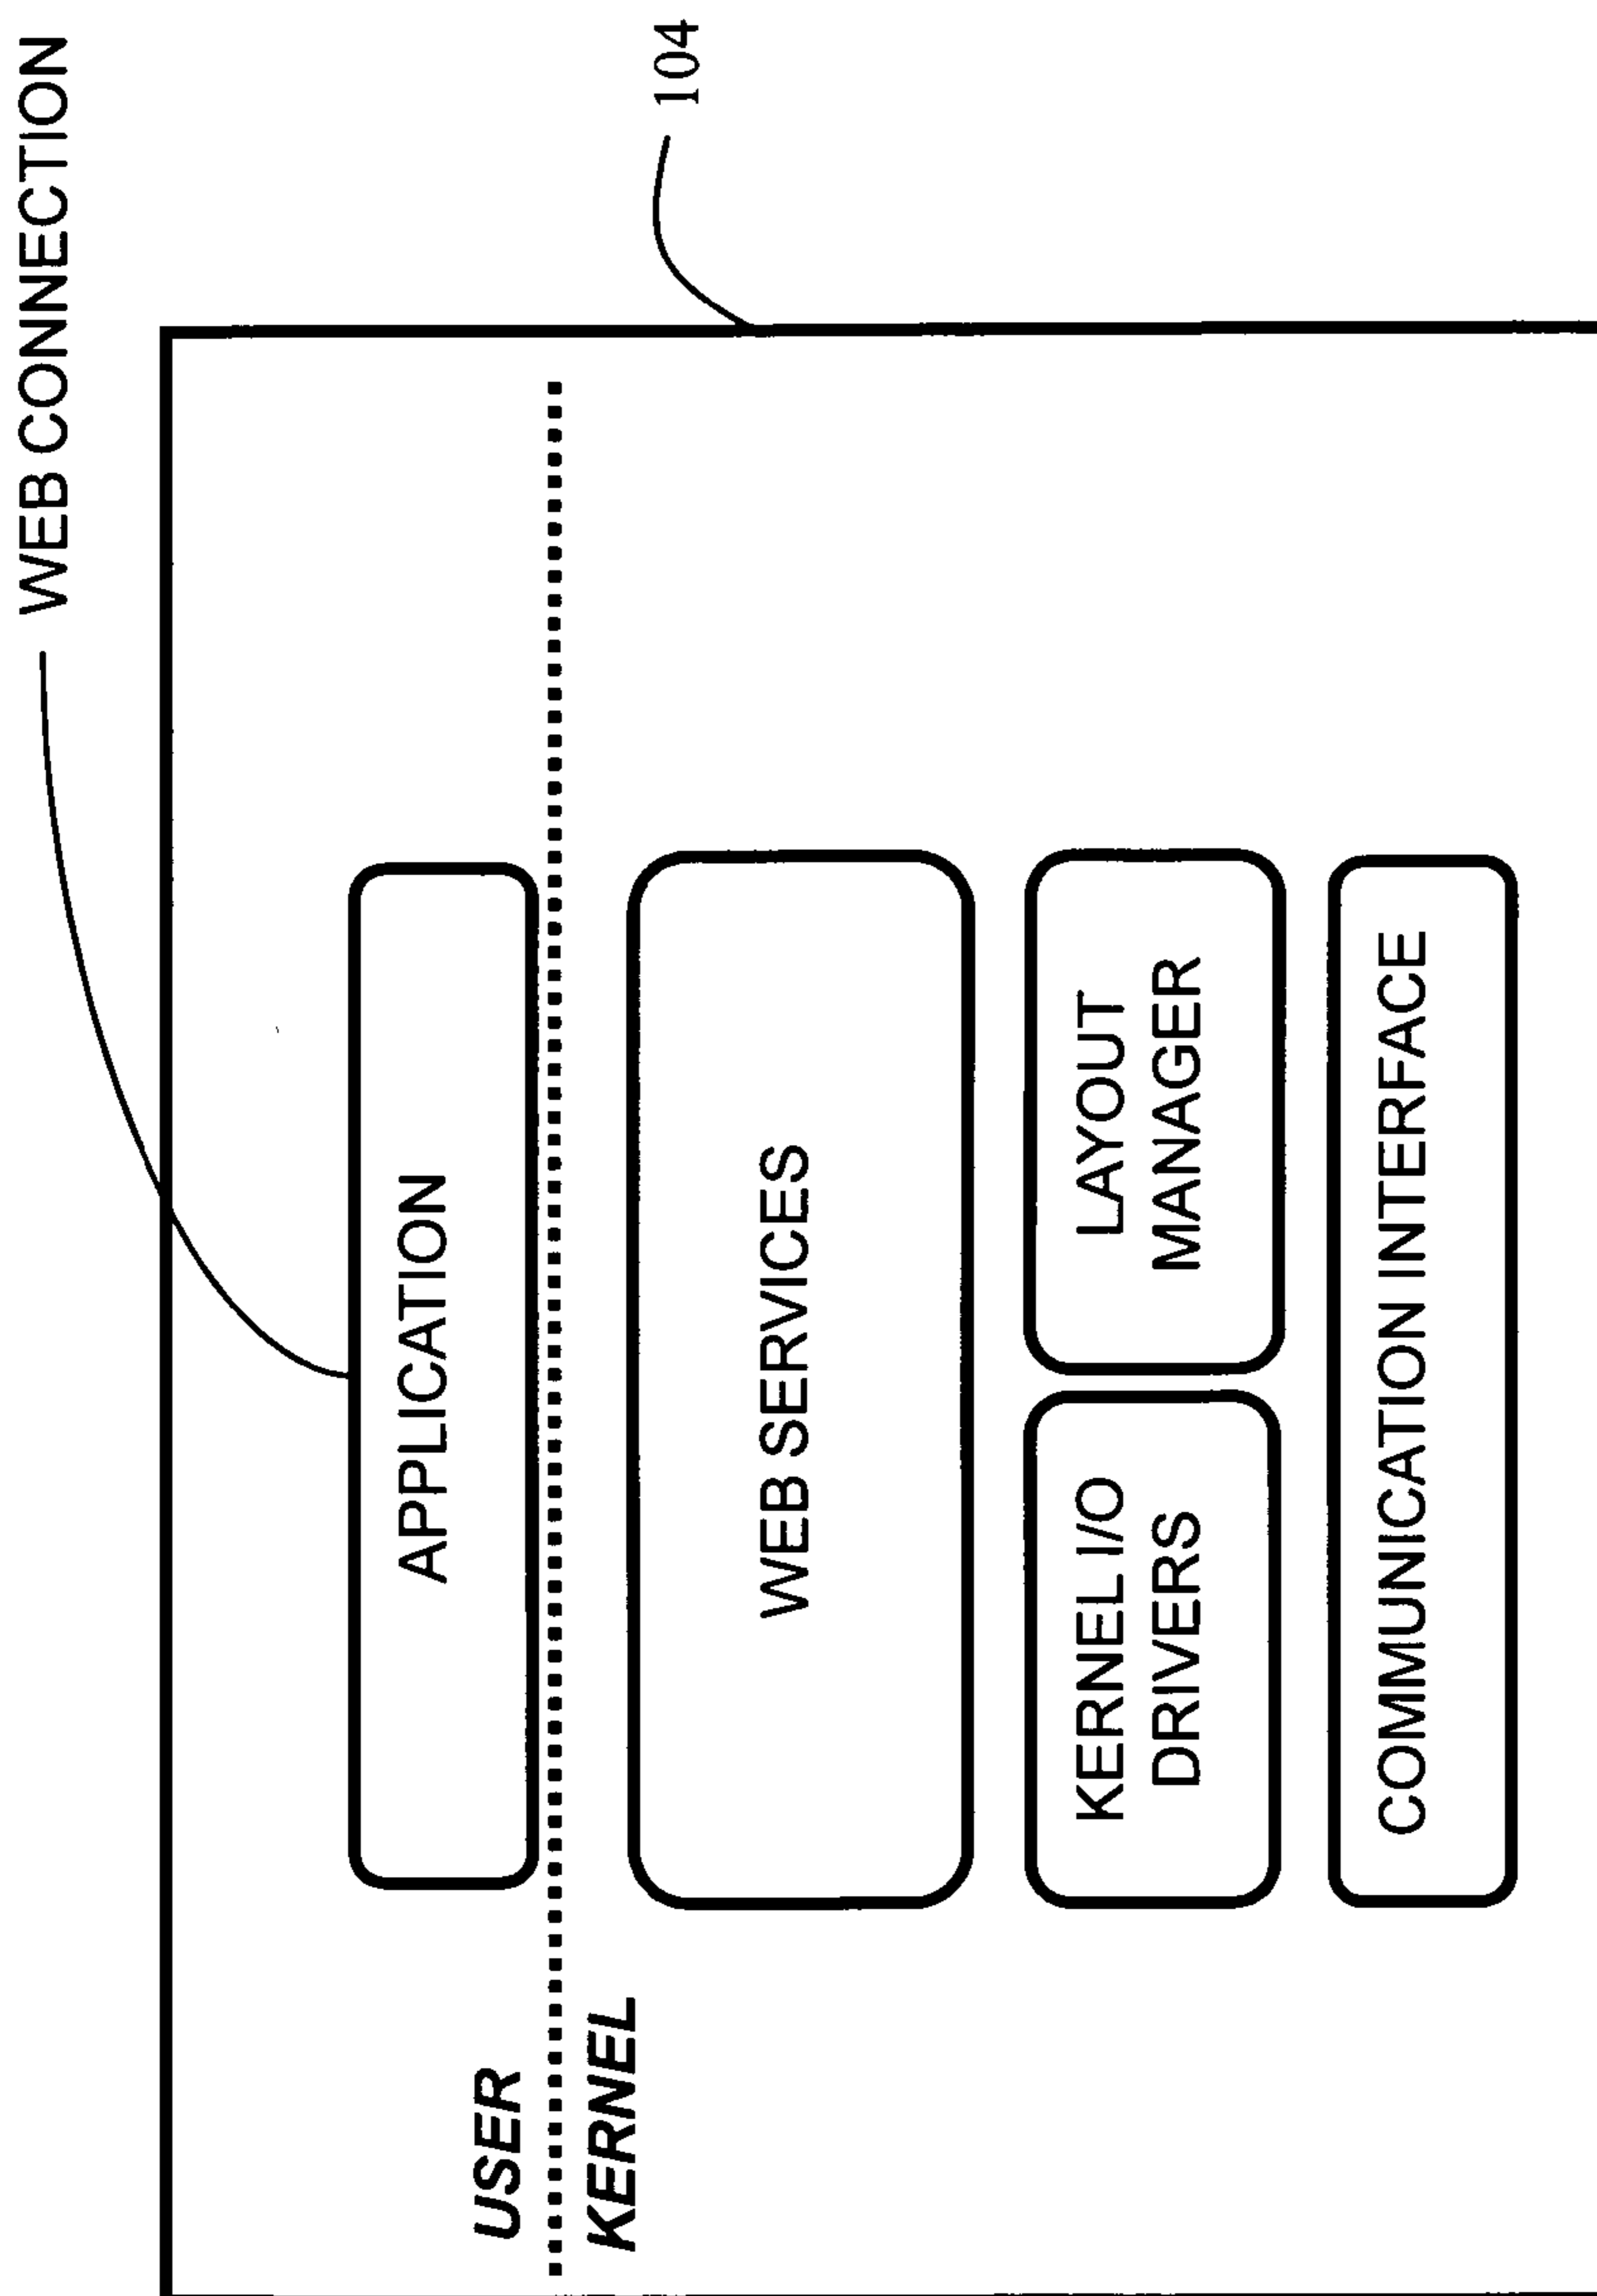 WEB CONNECTION
104
APPLICATION
USER
KERNEL
WEB SERVICES
KERNEL I/O
DRIVERS
LAYOUT
MANAGER
COMMUNICATION INTERFACE